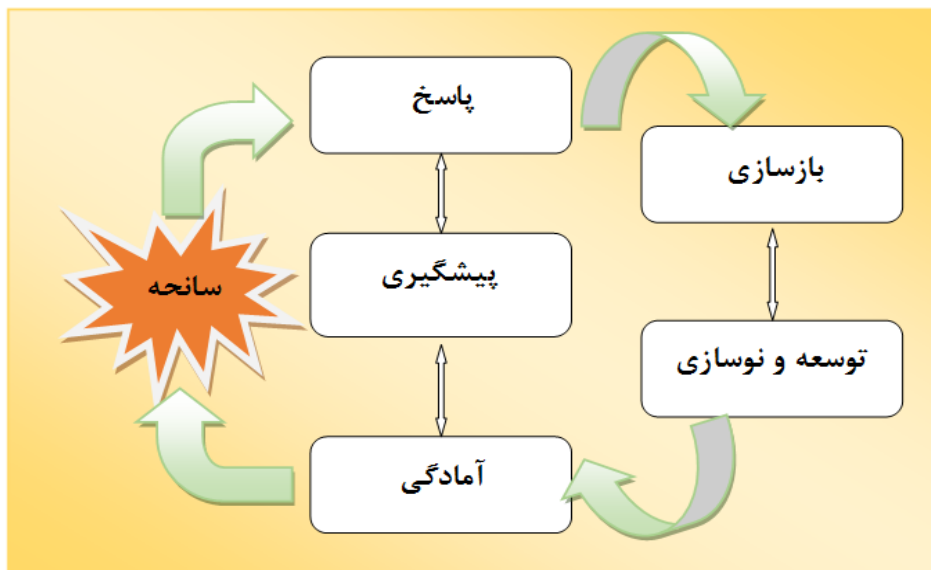 پاسخ
بازسازی
پیشگیری
سانحه
توسعه و نوسازی
آمادگی